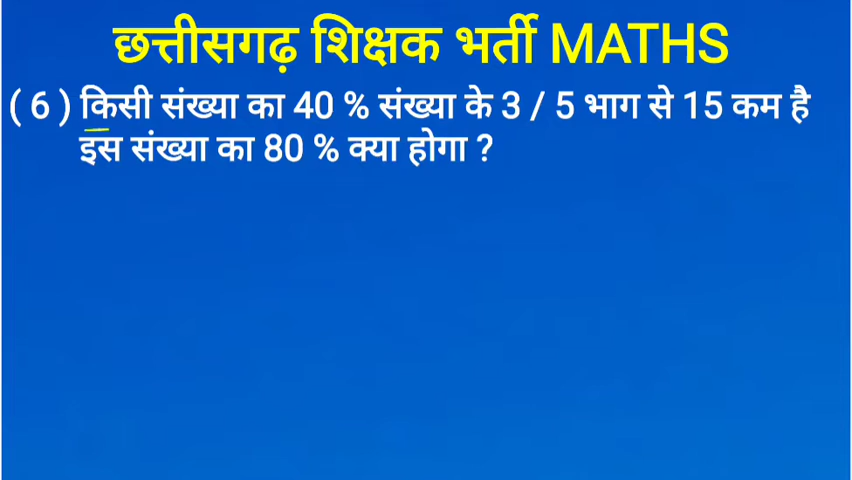 छत्तीसगढ़ शिक्षक भर्ती MATHS
( 6 ) किसी संख्या का 40 % संख्या के 3 / 5 भाग से 15 कम है
इस संख्या का 80 % क्या होगा ?